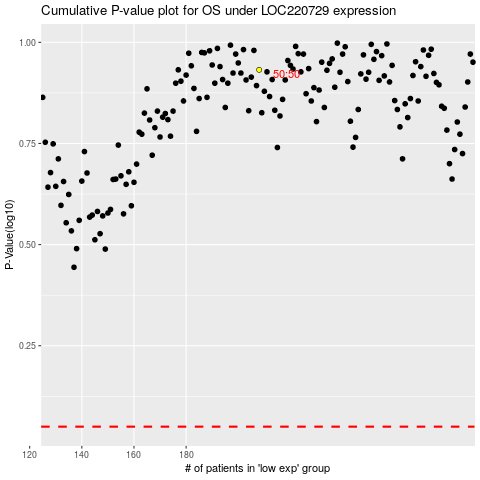 Cumulative P-value plot for OS under LOC220729 expression
P-Value(log10)
1.00
0.75
0.50
0.25
50:50
120 140 160 180
# of patients in 'low exp' group